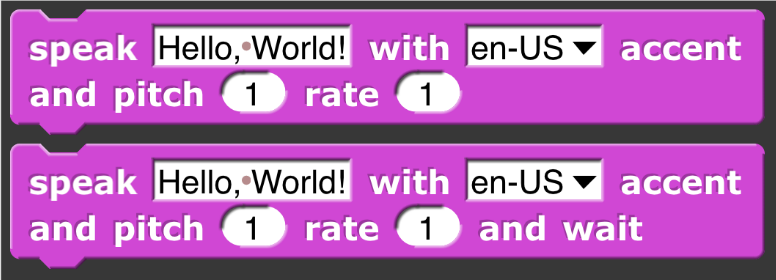 speak Hello, World! with en-US accent
and pitch 1 rate 1
speak Hello, World! with en-US accent
and pitch 1 rate 1 and wait